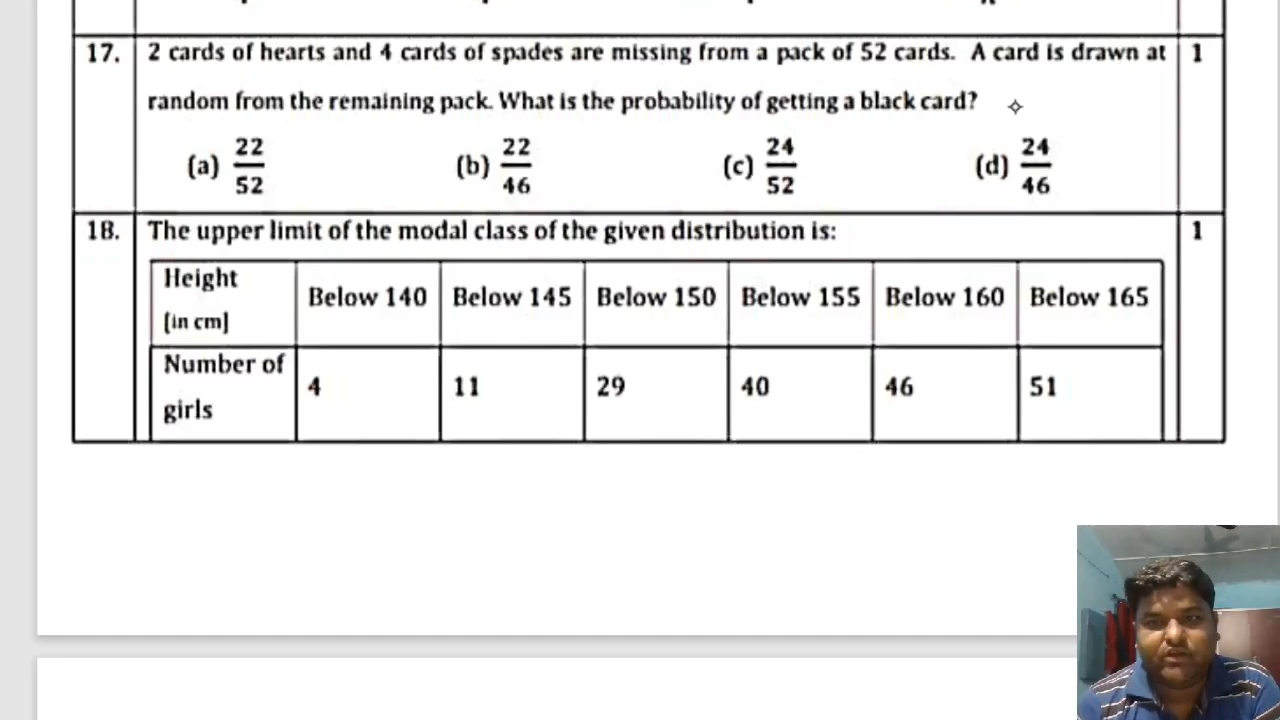 17. 2 cards of hearts and 4 cards of spades are missing from a pack of 52 cards. A card is drawn at 1
random from the remaining pack. What is the probability of getting a black card?
(a) 22/52 (b) 22/46 (c) 24/52 (d) 24/46
18. The upper limit of the modal class of the given distribution is: 1
Height
[in cm]
Below 140 Below 145 Below 150 Below 155 Below 160 Below 165
Number of
girls
4 11 29 40 46 51